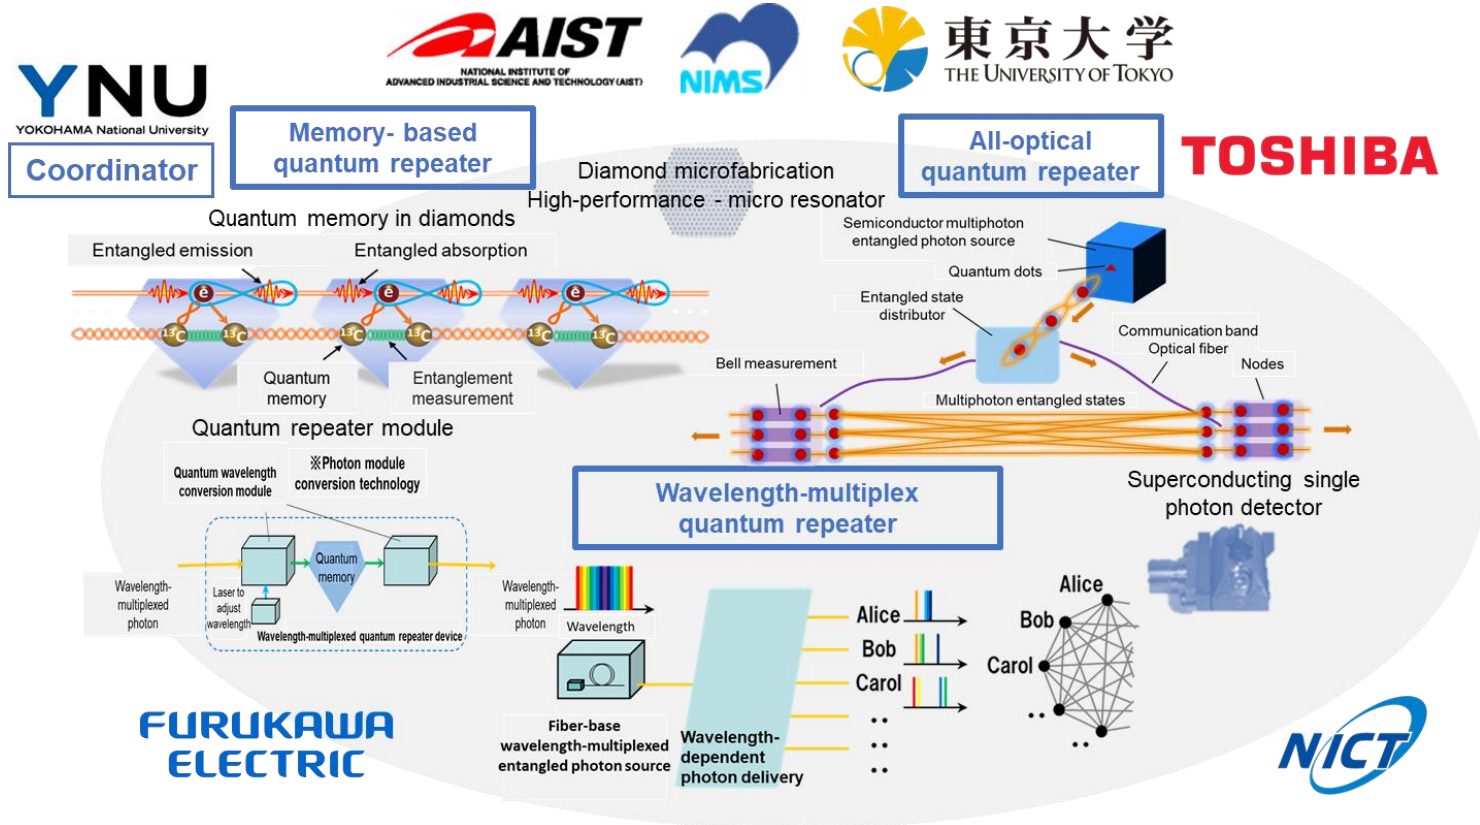 AIST
NATIONAL INSTITUTE OF
ADVANCED INDUSTRIAL SCIENCE AND TECHNOLOGY (AIST)
NIMS
東京大学
THE UNIVERSITY OF TOKYO
YNU
YOKOHAMA National University
Coordinator
Memory- based
quantum repeater
Diamond microfabrication
High-performance - micro resonator
All-optical
quantum repeater
TOSHIBA
Quantum memory in diamonds
Entangled emission
Entangled absorption
e
e
e
13C
13C
13C
13C
13C
13C
Quantum
memory
Entanglement
measurement
Semiconductor multiphoton
entangled photon source
Quantum dots
Entangled state
distributor
Communication band
Optical fiber
Bell measurement
Nodes
Multiphoton entangled states
Quantum repeater module
Quantum wavelength
conversion module
※Photon module
conversion technology
Wavelength-
multiplexed
photon
Laser to
adjust
wavelength
Quantum
memory
Wavelength-multiplexed quantum repeater device
Wavelength-
multiplexed
photon
Wavelength-multiplex
quantum repeater
Superconducting single
photon detector
Wavelength
Fiber-base
wavelength-multiplexed
entangled photon source
Wavelength-
dependent
photon delivery
Alice
Bob
Carol
Alice
Bob
Carol
FURUKAWA
ELECTRIC
NICT